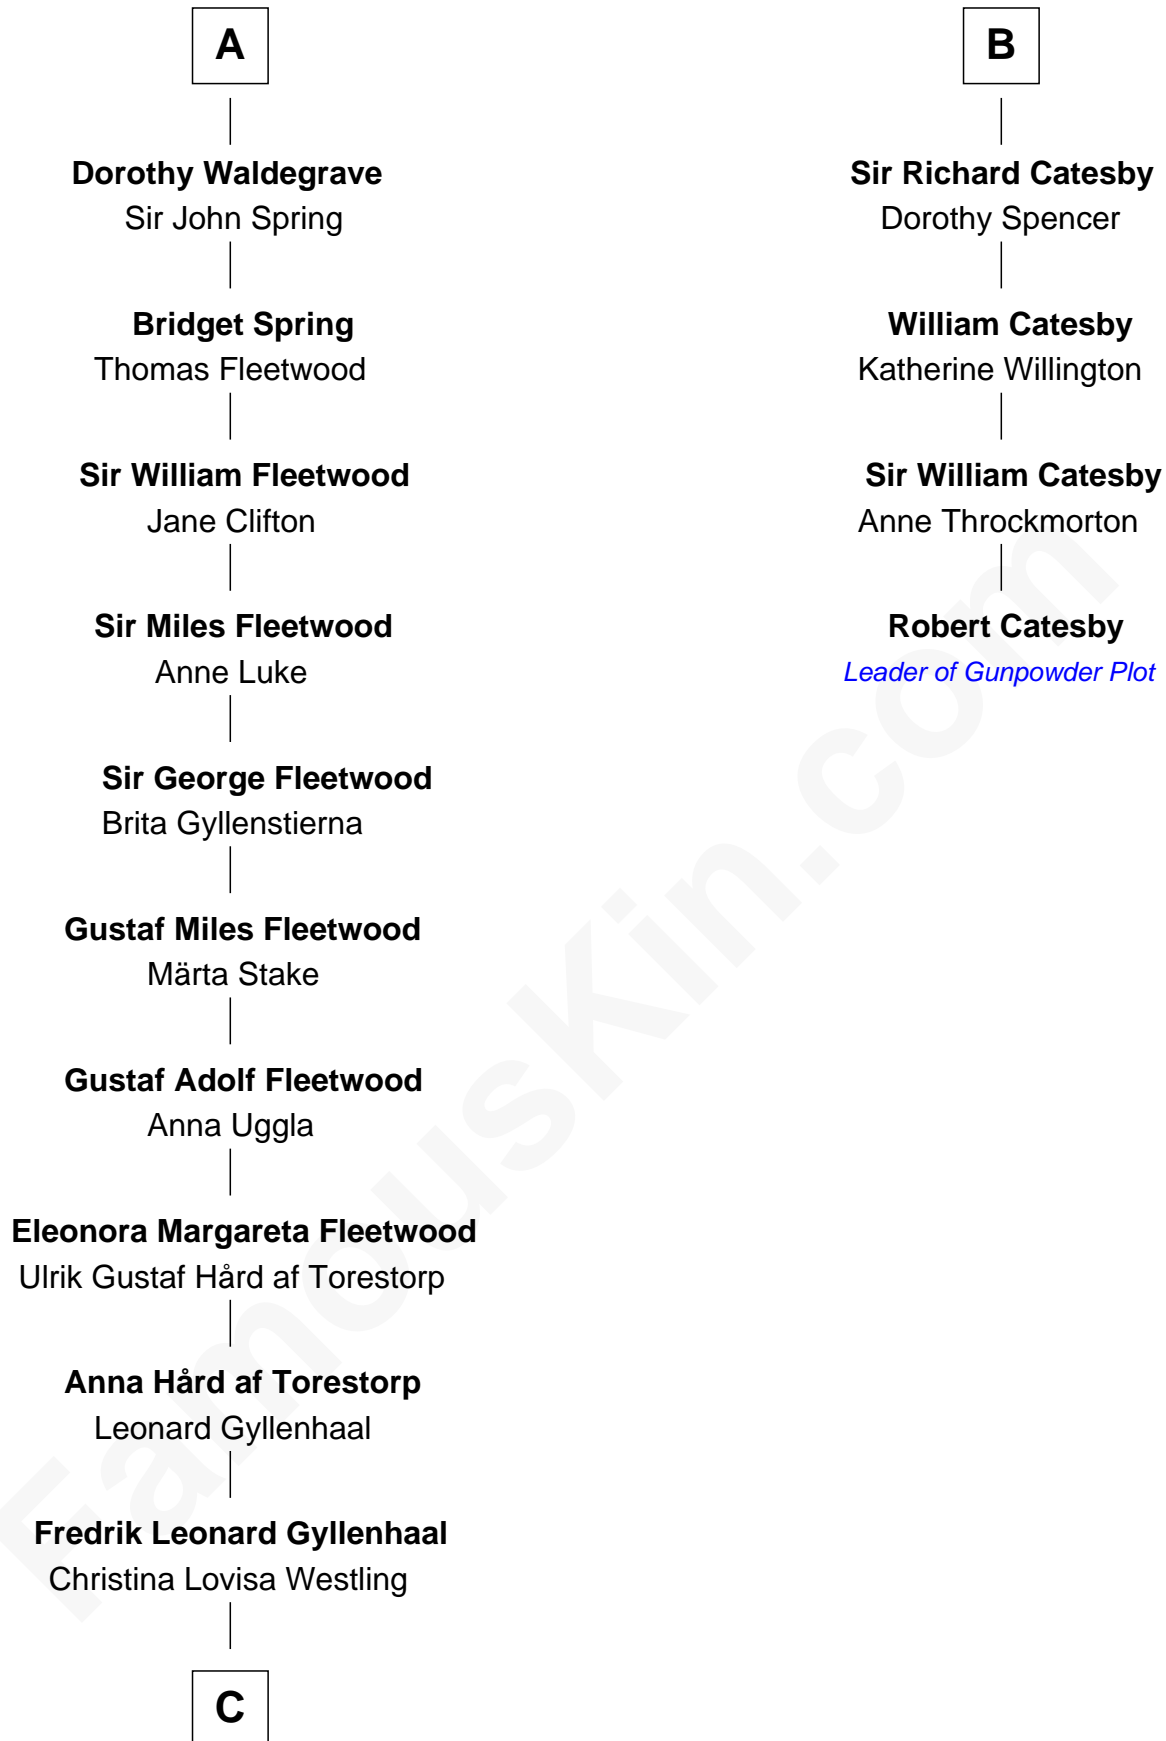 A
Dorothy Waldegrave
Sir John Spring
Bridget Spring
Thomas Fleetwood
Sir William Fleetwood
Jane Clifton
Sir Miles Fleetwood
Anne Luke
Sir George Fleetwood
Brita Gyllenstierna
Gustaf Miles Fleetwood
Märta Stake
Gustaf Adolf Fleetwood
Anna Uggla
Eleonora Margareta Fleetwood
Ulrik Gustaf Hård af Torestorp
Anna Hård af Torestorp
Leonard Gyllenhaal
Fredrik Leonard Gyllenhaal
Christina Lovisa Westling
C
B
Sir Richard Catesby
Dorothy Spencer
William Catesby
Katherine Willington
Sir William Catesby
Anne Throckmorton
Robert Catesby
Leader of Gunpowder Plot
FamousKin.com